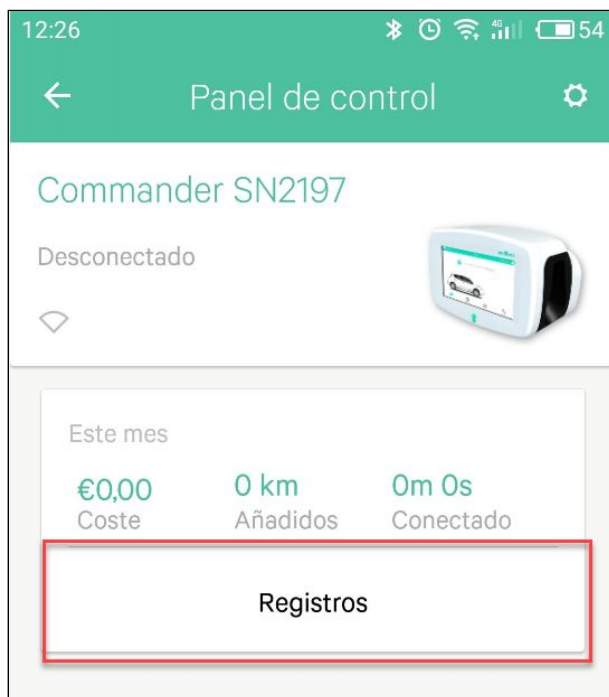 12:26
4G
54
Panel de control
Commander SN2197
Desconectado
Este mes
€0,00
0 km
0m 0s
Coste
Añadidos
Conectado
Registros